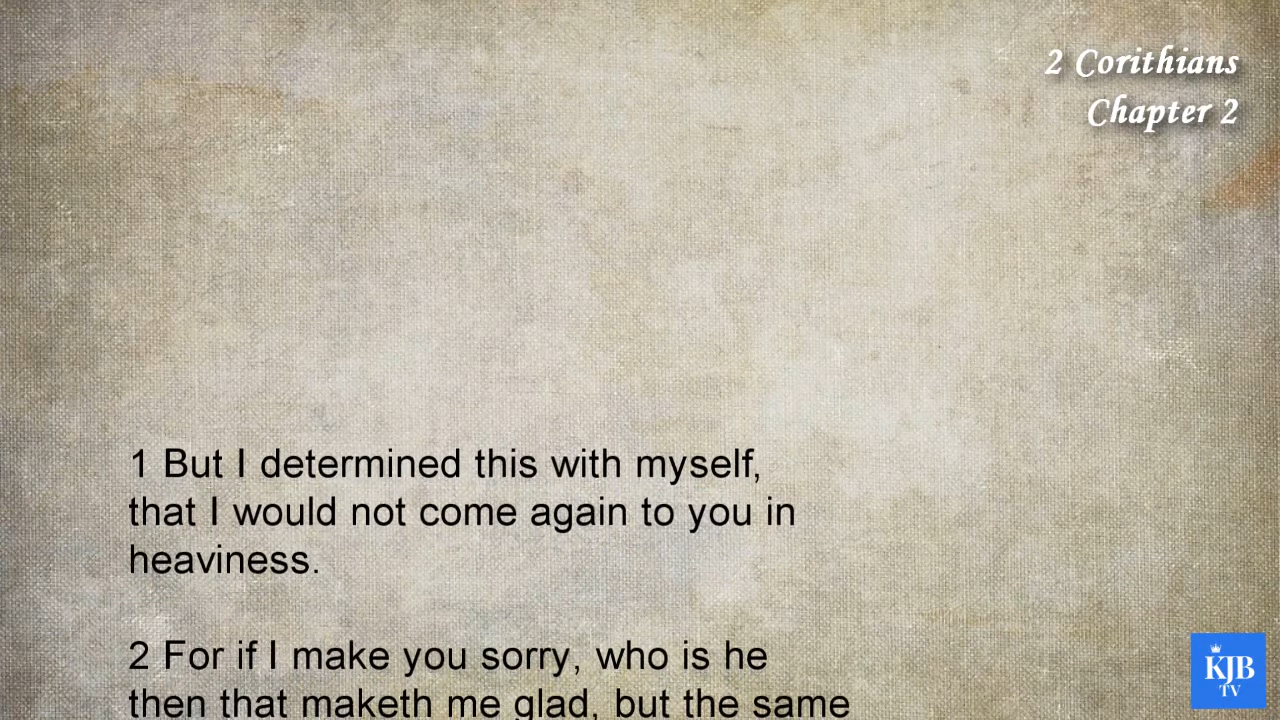 2 Corithians
Chapter 2
1 But I determined this with myself,
that I would not come again to you in
heaviness.
2 For if I make you sorry, who is he
then that maketh me glad, but the same
KJB
TV